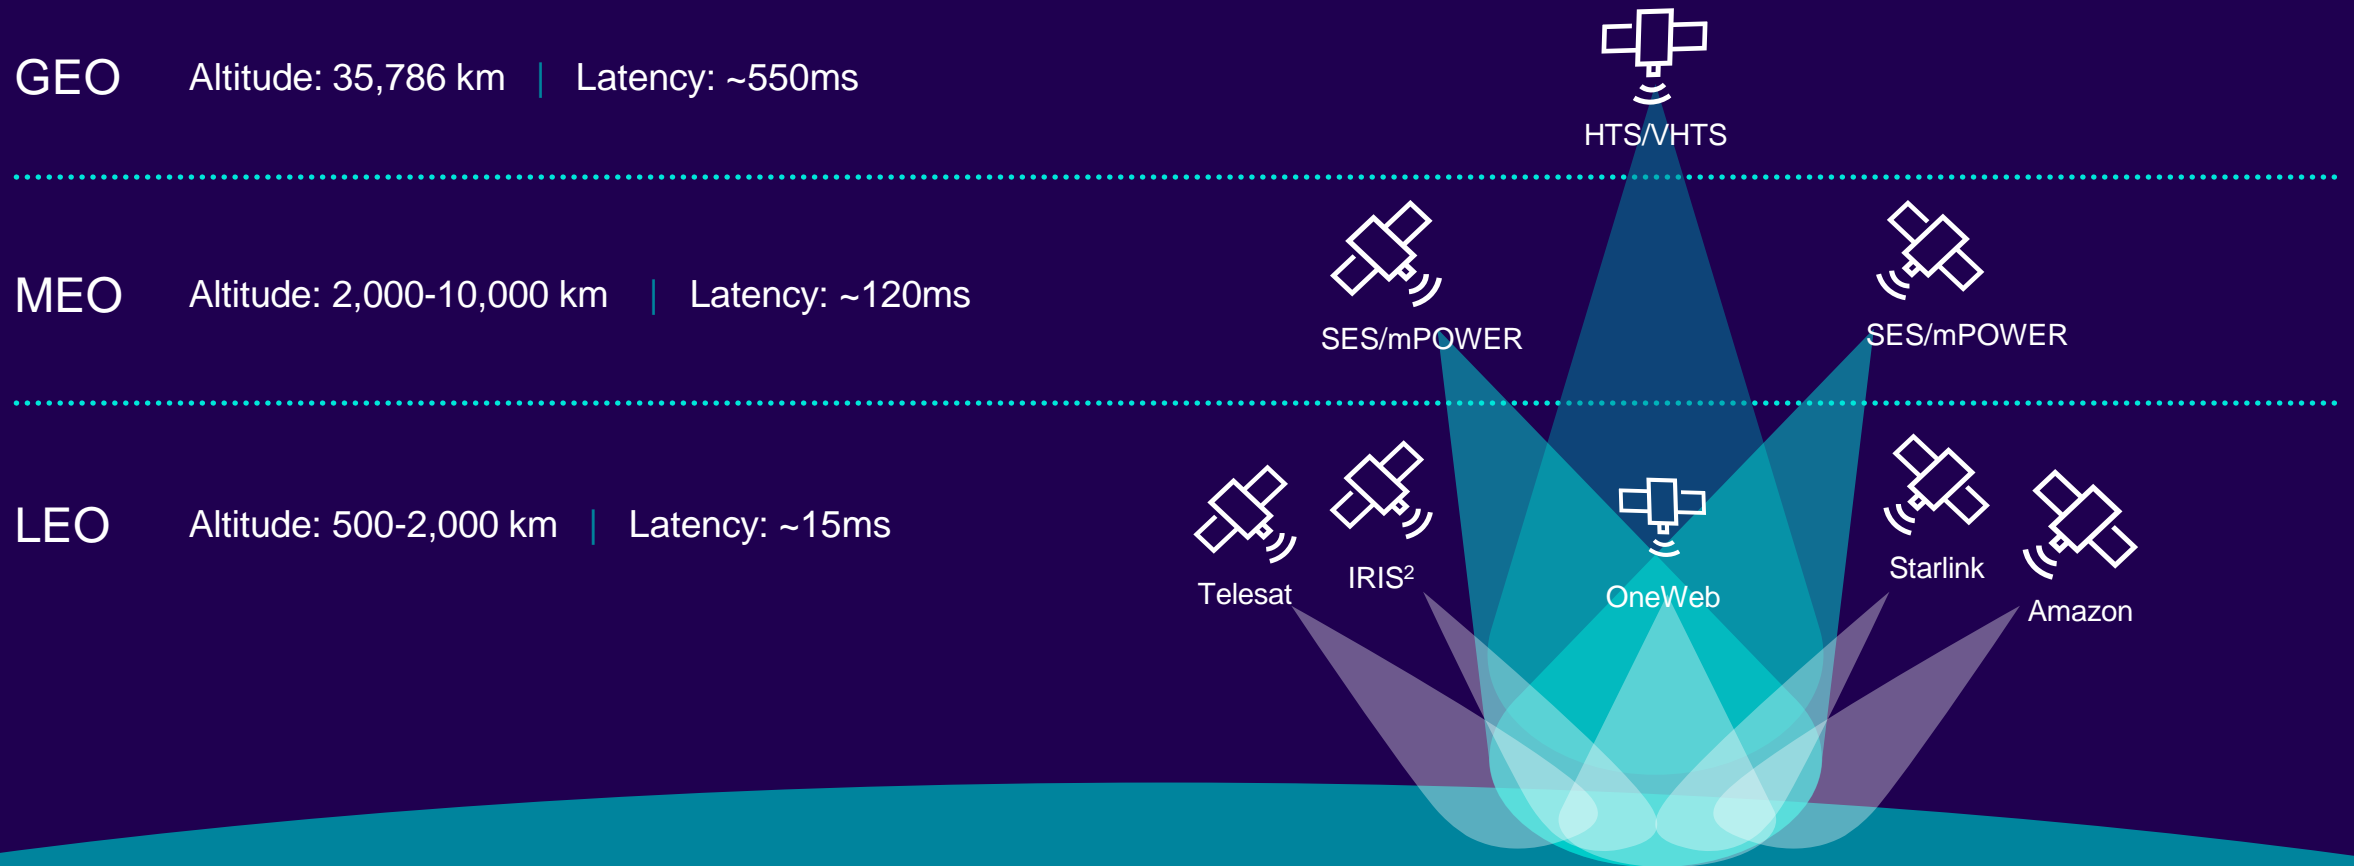 GEO Altitude: 35,786 km | Latency: ~550ms
HTS/VHTS
MEO Altitude: 2,000-10,000 km | Latency: ~120ms
SES/mPOWER
SES/mPOWER
LEO Altitude: 500-2,000 km | Latency: ~15ms
Telesat
IRIS²
OneWeb
Starlink
Amazon